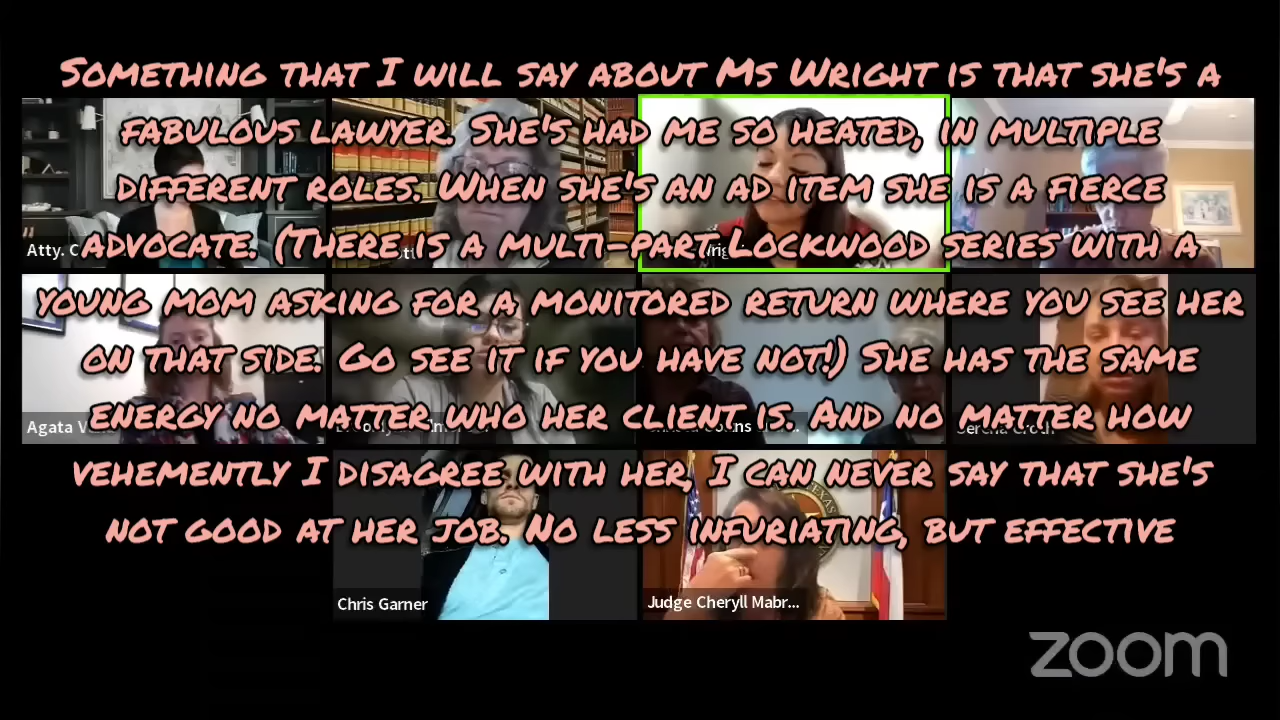 Something that I will say about Ms Wright is that she's a
fabulous lawyer. She's had me so heated, in multiple
different roles. When she's an ad item she is a fierce
advocate. (There is a multi-part Lockwood series with a
young mom asking for a monitored return where you see her
on that side. Go see it if you have not!) She has the same
energy no matter who her client is. And no matter how
vehemently I disagree with her, I can never say that she's
not good at her job. No less infuriating, but effective
Atty. C
Agata
Chris Garner
Judge Cheryll Mabr...
zoom